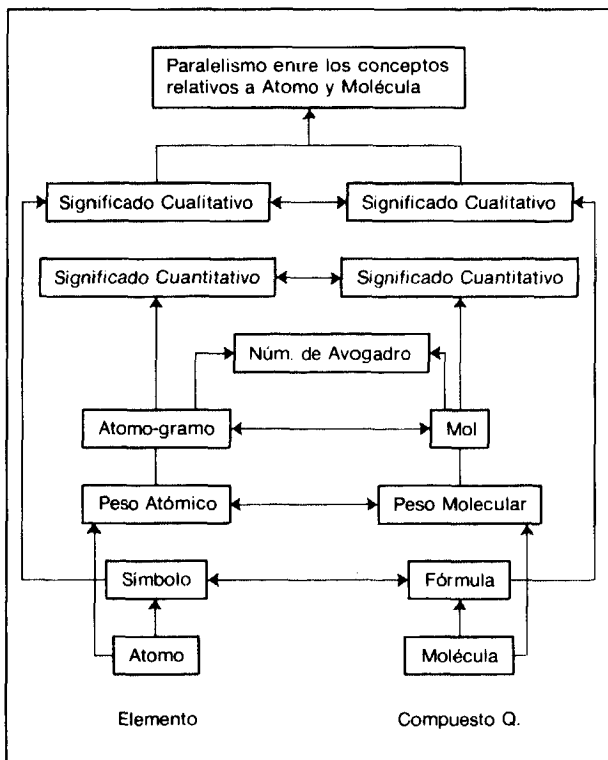 Paralelismo entre los conceptos
relativos a Atomo y Molécula
Significado Cualitativo
Significado Cualitativo
Significado Cuantitativo
Significado Cuantitativo
Núm. de Avogadro
Atomo-gramo
Mol
Peso Atómico
Peso Molecular
Símbolo
Fórmula
Atomo
Molécula
Elemento
Compuesto Q.